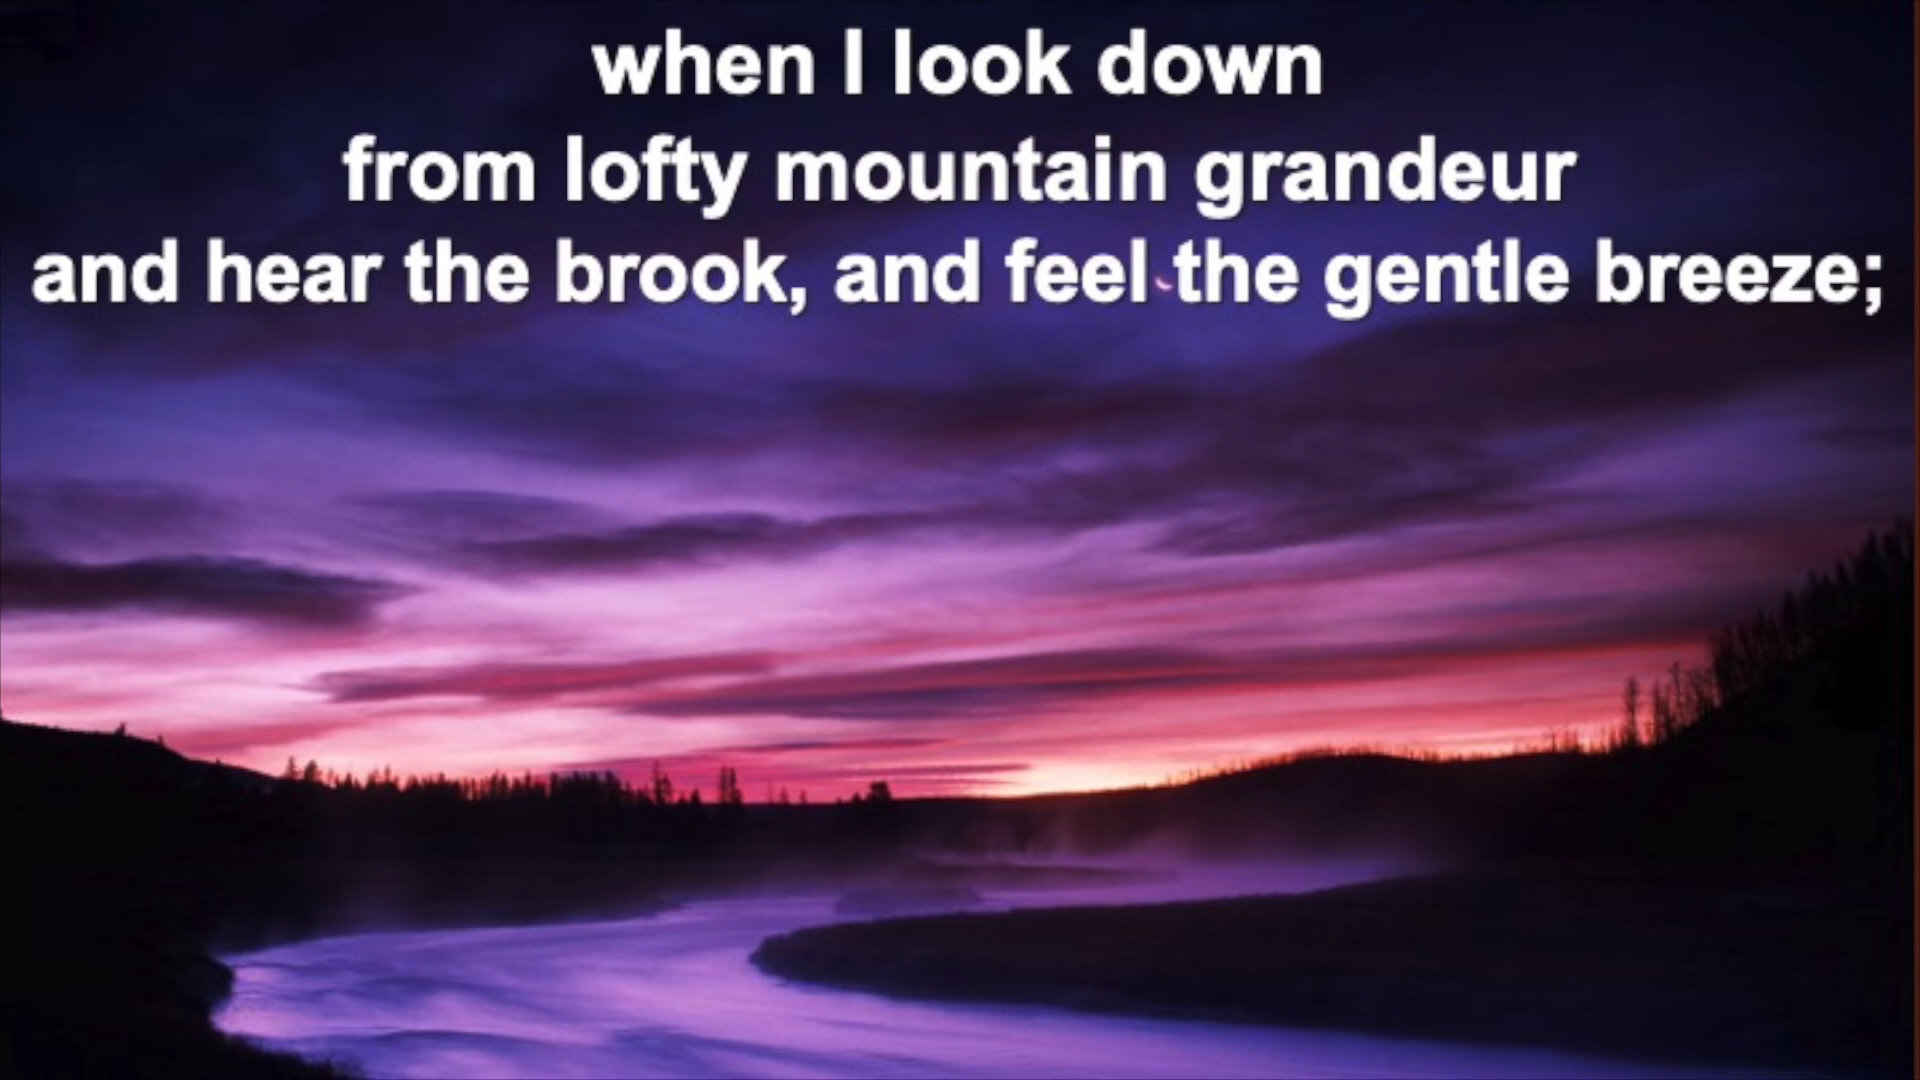 when I look down
from lofty mountain grandeur
and hear the brook, and feel the gentle breeze;